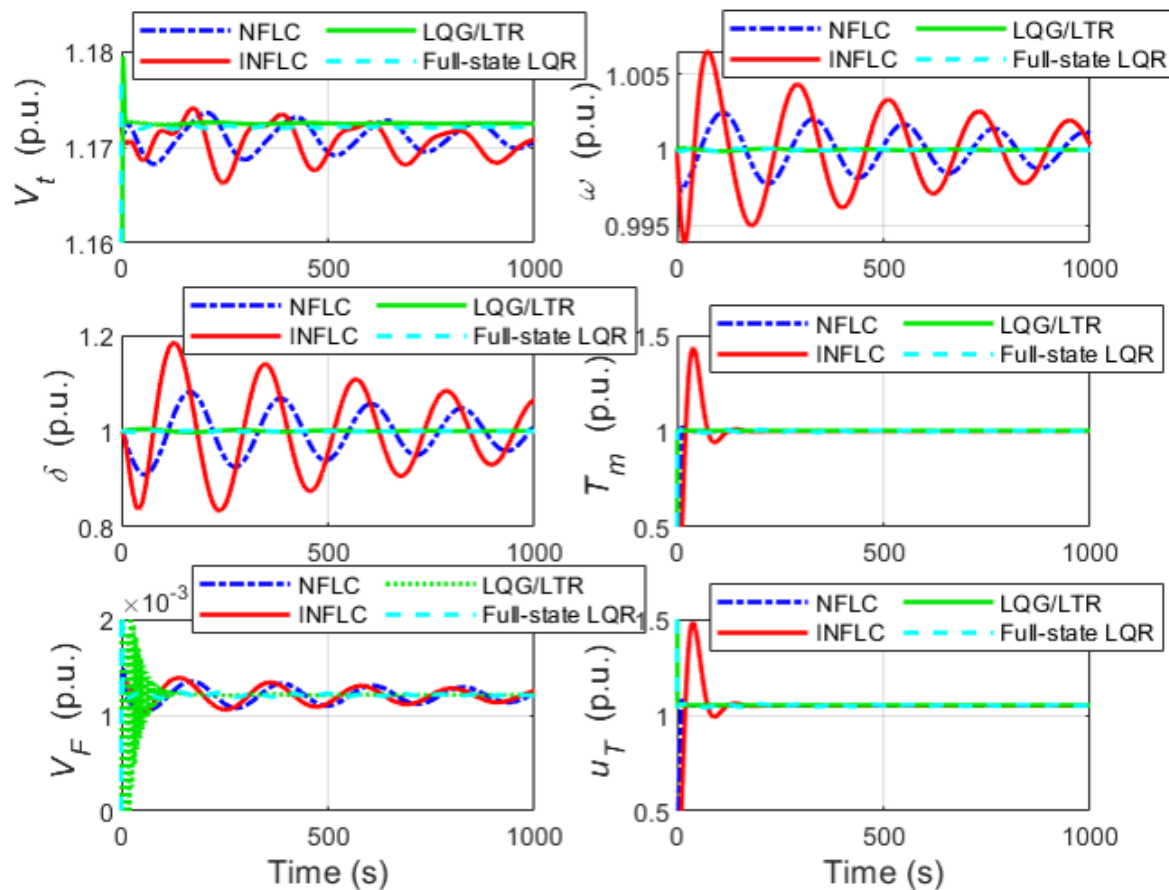 NFLC LQG/LTR
INFLC Full-state LQR
1.18
1.17
1.16
V_t (p.u.)
0 500 1000
NFLC LQG/LTR
INFLC Full-state LQR
1.005
1
0.995
ω (p.u.)
0 500 1000
NFLC LQG/LTR
INFLC Full-state LQR
1.2
1
0.8
δ (p.u.)
0 500 1000
NFLC LQG/LTR
INFLC Full-state LQR
1.5
1
0.5
T_m (p.u.)
0 500 1000
NFLC LQG/LTR
INFLC Full-state LQR
×10^-3
2
1
0
V_F (p.u.)
0 500 1000
Time (s)
NFLC LQG/LTR
INFLC Full-state LQR
1.5
1
0.5
u_T (p.u.)
0 500 1000
Time (s)